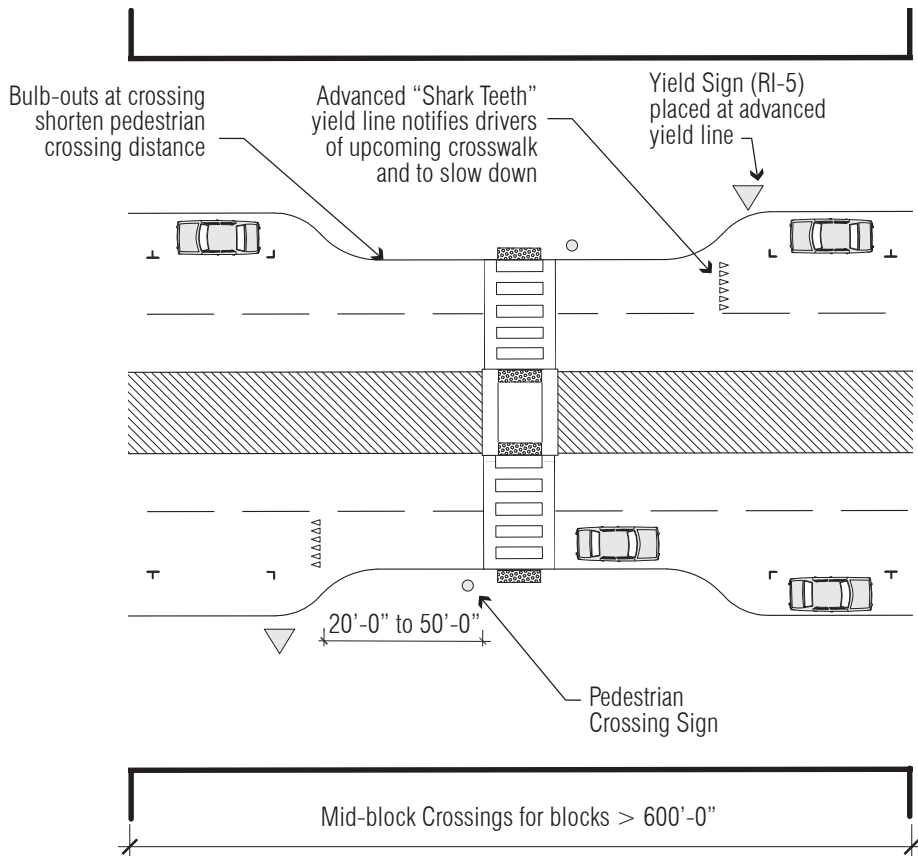 Bulb-outs at crossing
shorten pedestrian
crossing distance
Advanced “Shark Teeth”
yield line notifies drivers
of upcoming crosswalk
and to slow down
Yield Sign (RI-5)
placed at advanced
yield line
20’-0” to 50’-0”
Pedestrian
Crossing Sign
Mid-block Crossings for blocks > 600’-0”